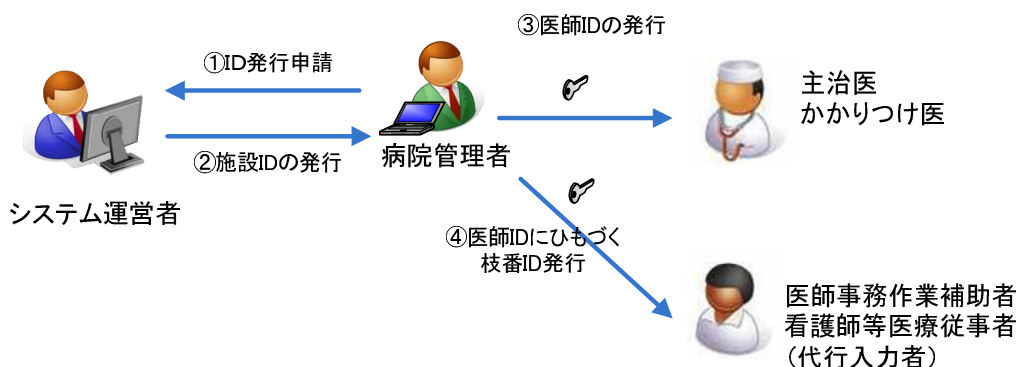 ③医師IDの発行
①ID発行申請
主治医
かかりつけ医
病院管理者
②施設IDの発行
システム運営者
④医師IDにひもづく
枝番ID発行
医師事務作業補助者
看護師等医療従事者
（代行入力者）